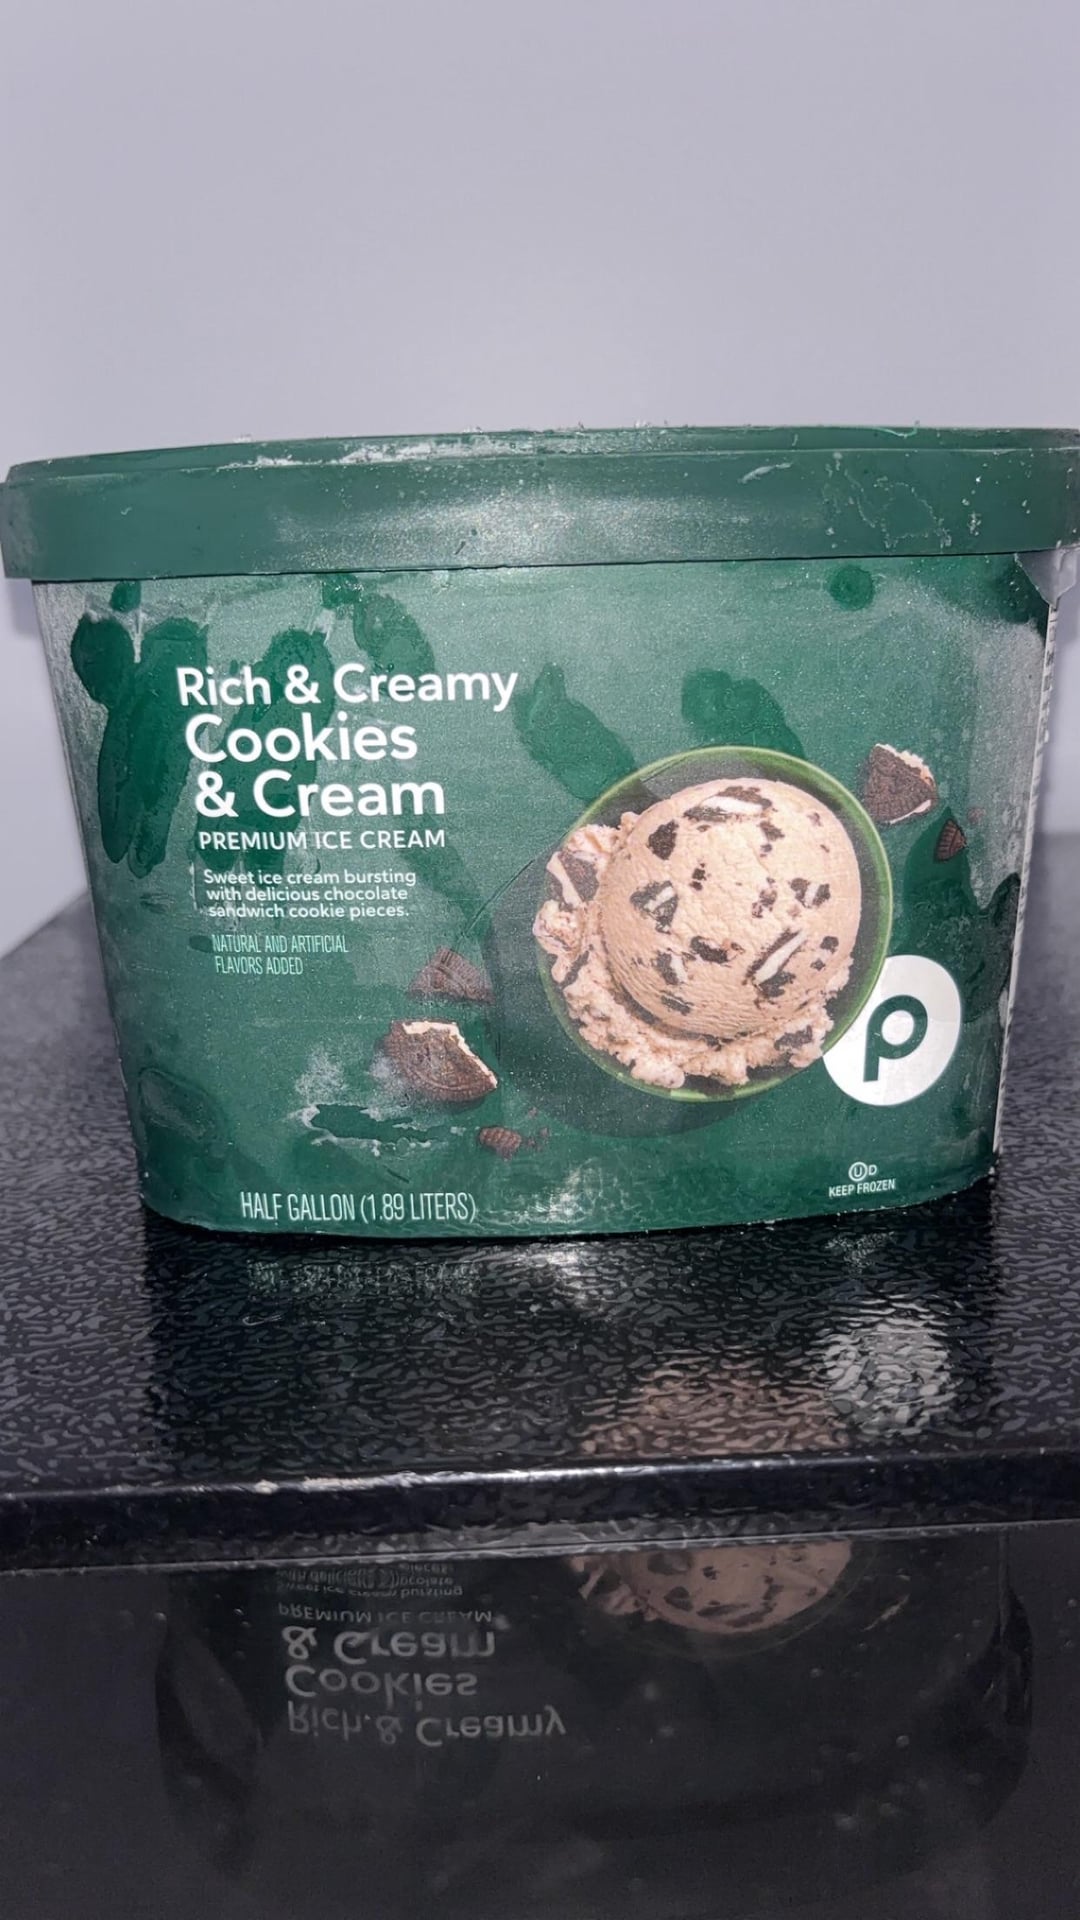 Rich & Creamy
Cookies
& Cream
PREMIUM ICE CREAM
Sweet ice cream bursting
with delicious chocolate
sandwich cookie pieces.
NATURAL AND ARTIFICIAL
FLAVORS ADDED
p
U D
KEEP FROZEN
HALF GALLON (1.89 LITERS)